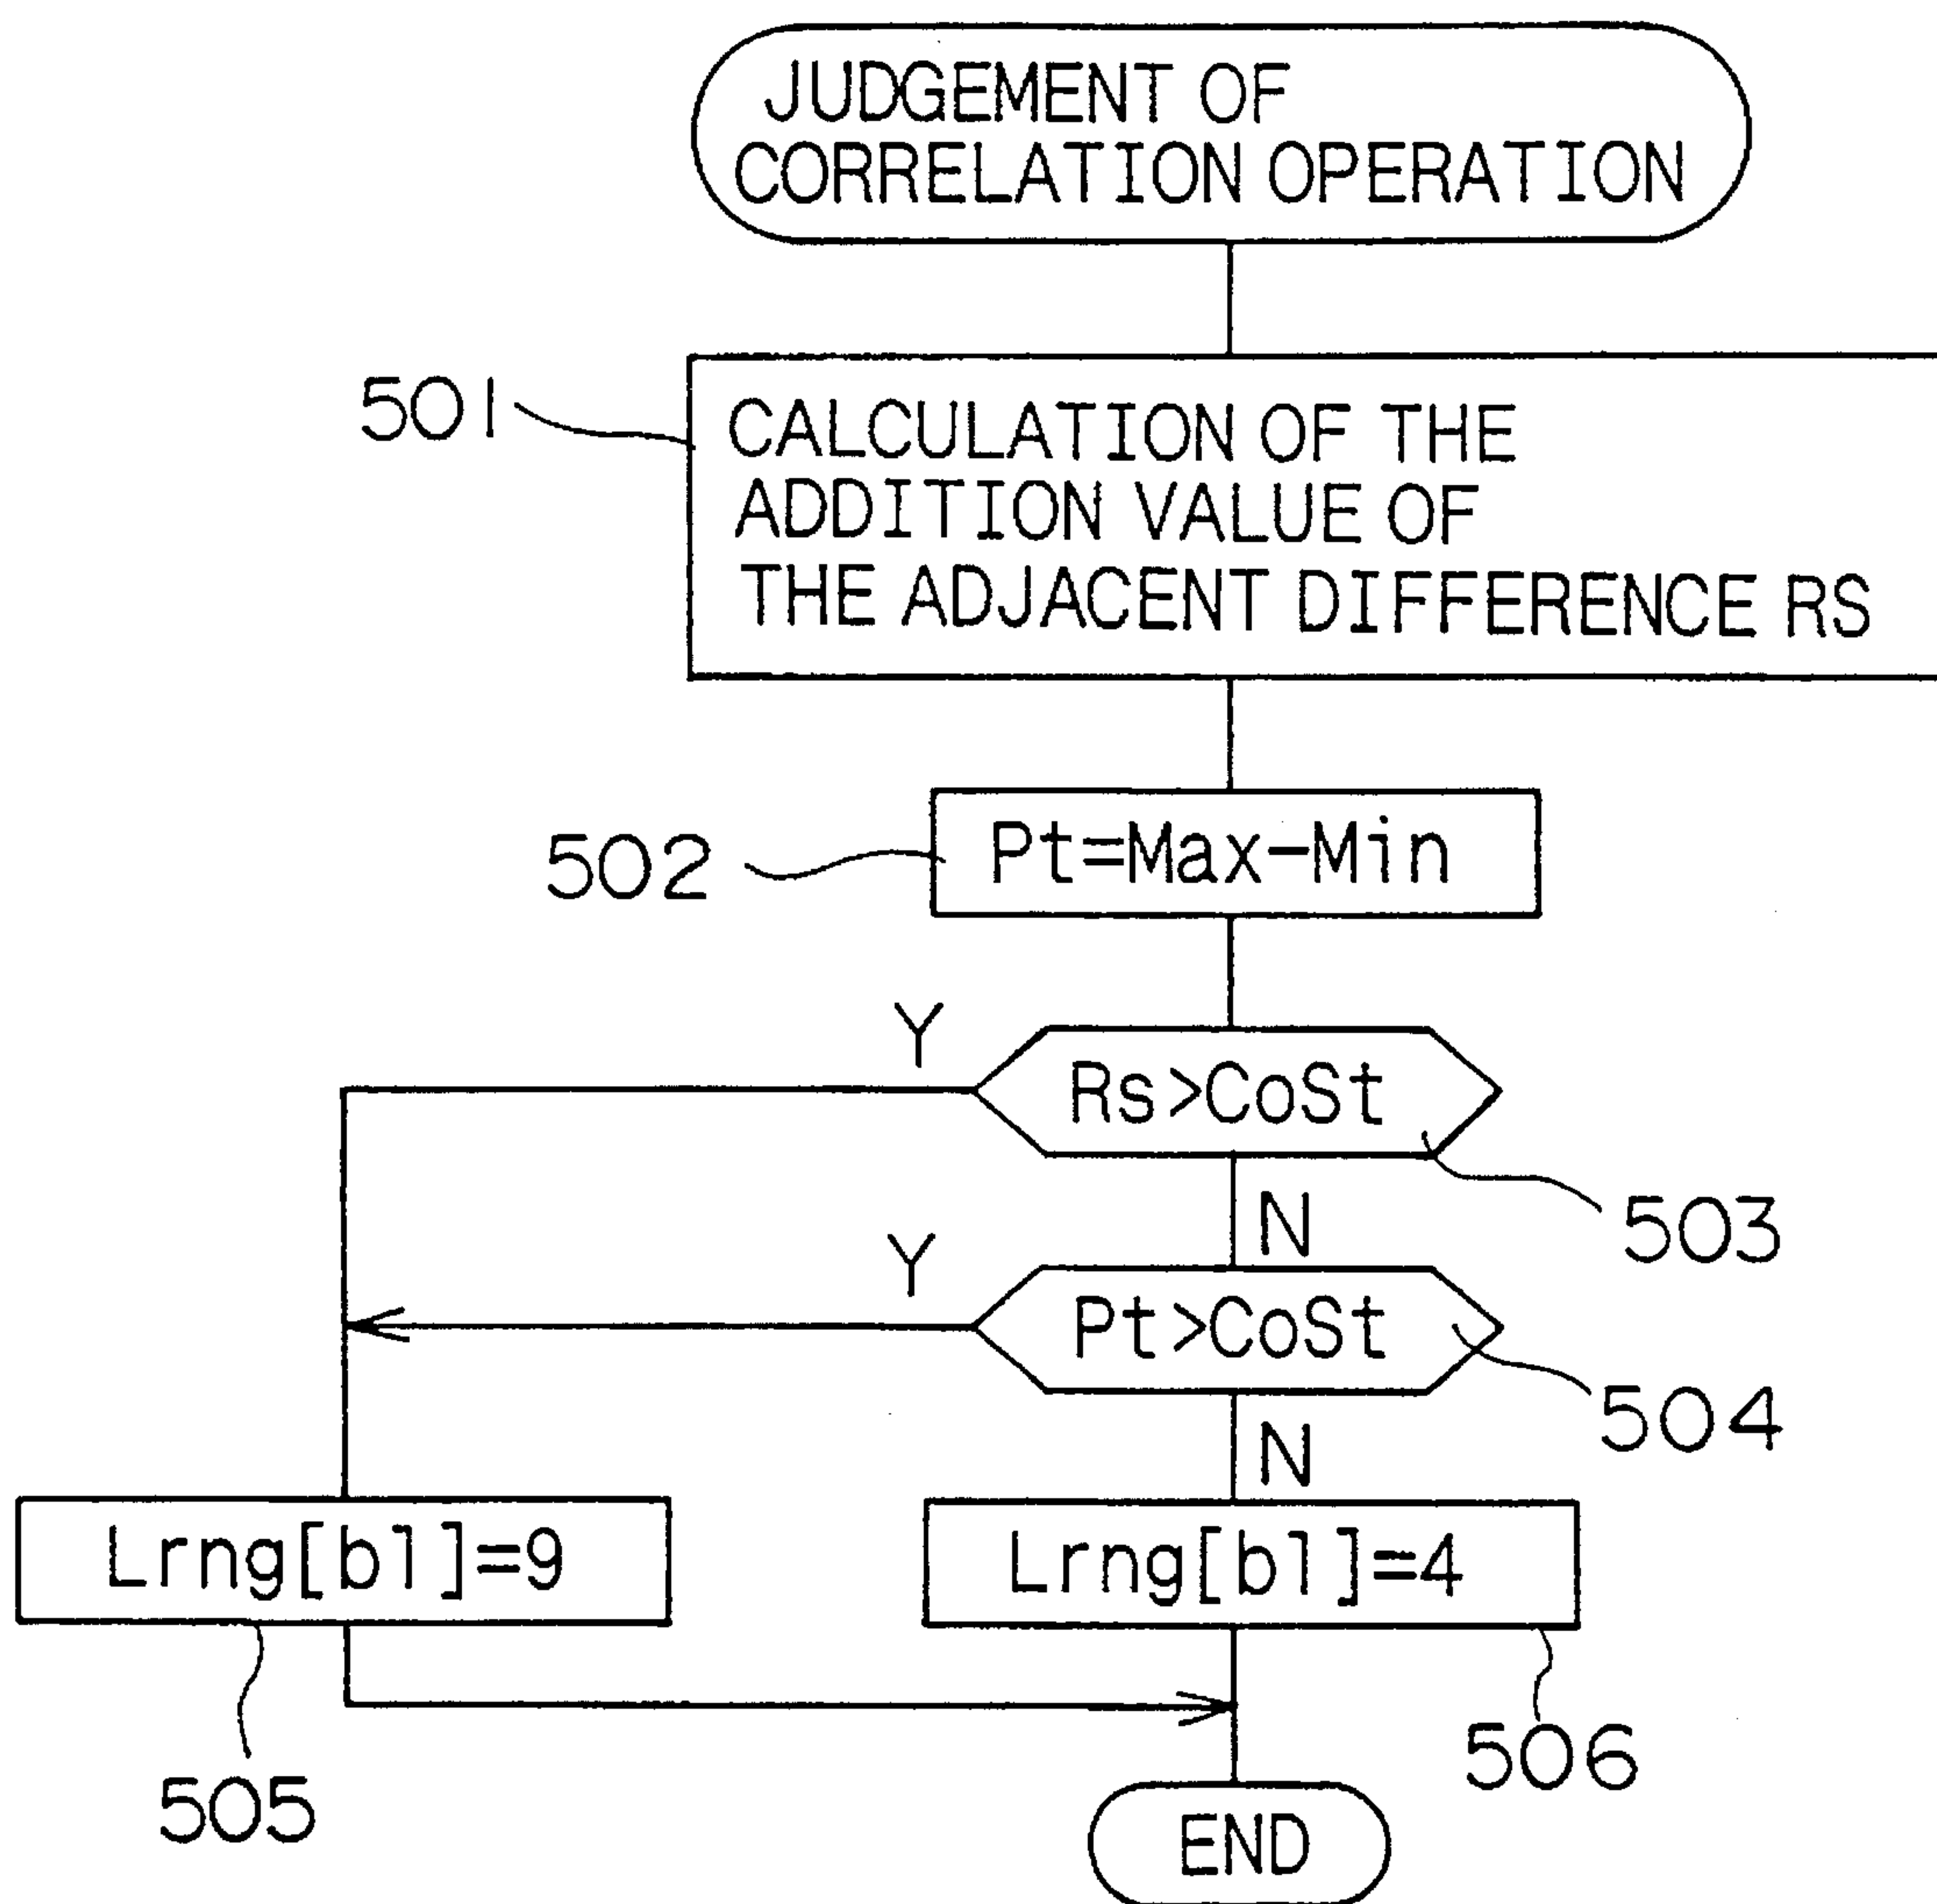 JUDGEMENT OF
CORRELATION OPERATION
501
CALCULATION OF THE
ADDITION VALUE OF
THE ADJACENT DIFFERENCE RS
502
Pt=Max-Min
Y
Rs>CoSt
503
N
Y
Pt>CoSt
504
N
Lrng[bl]=9
Lrng[bl]=4
505
506
END